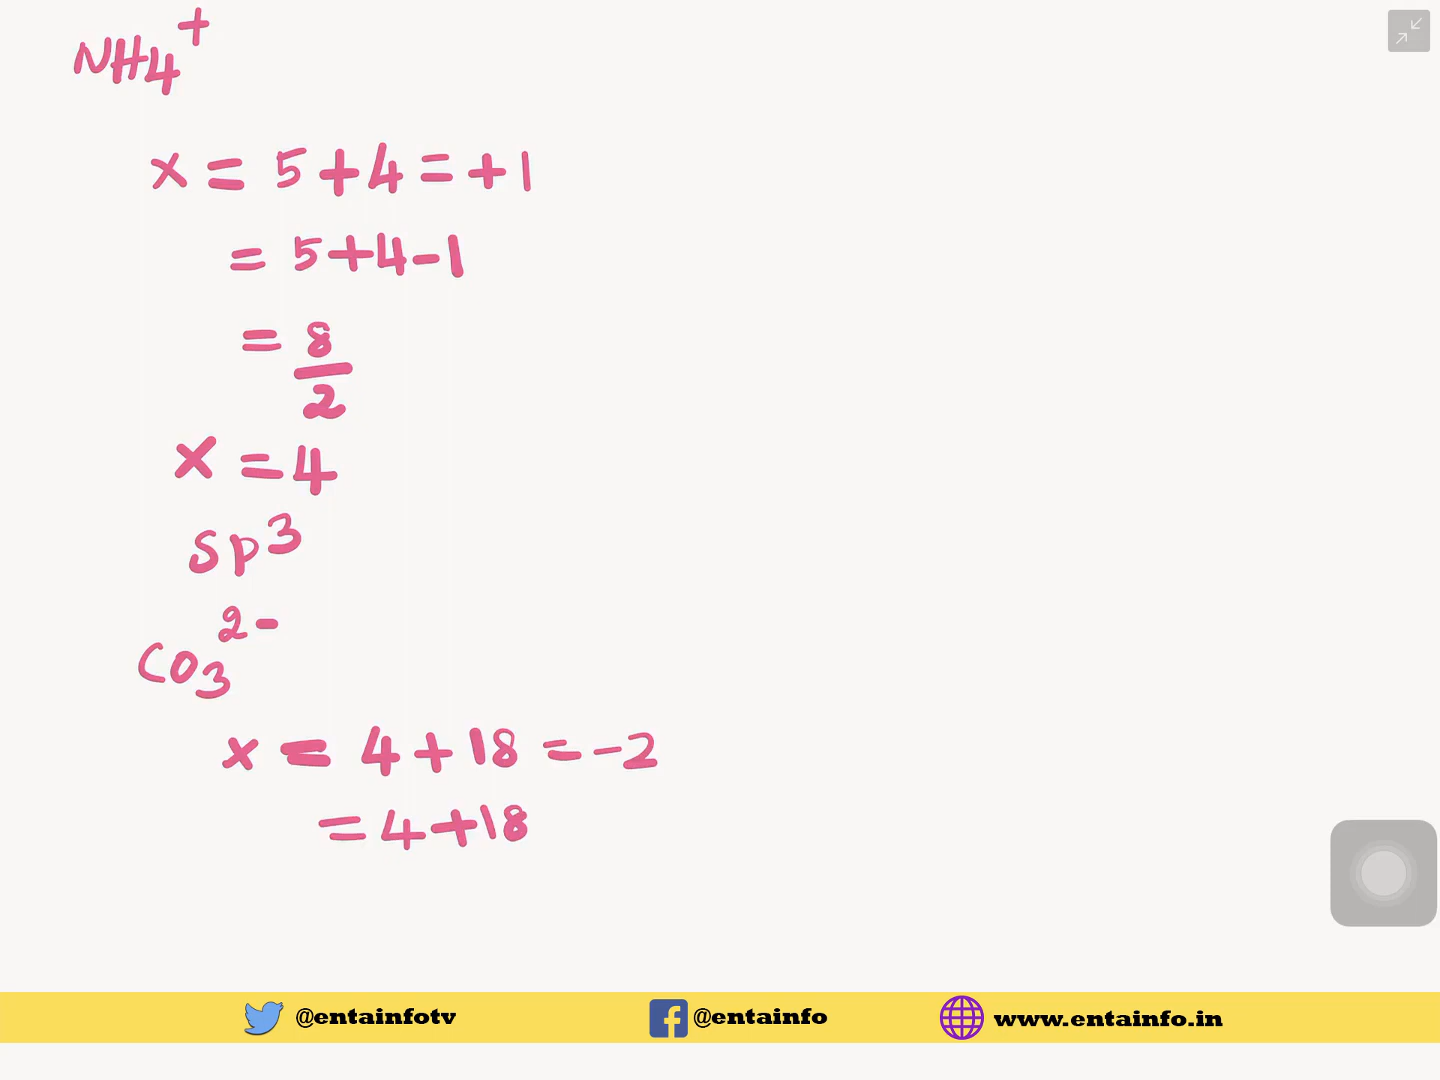 NH4+
x = 5+4 = +1
= 5+4-1
= 8/2
x = 4
sp3
CO3 2-
x = 4+18 = -2
= 4+18
@entainfotv @entainfo www.entainfo.in